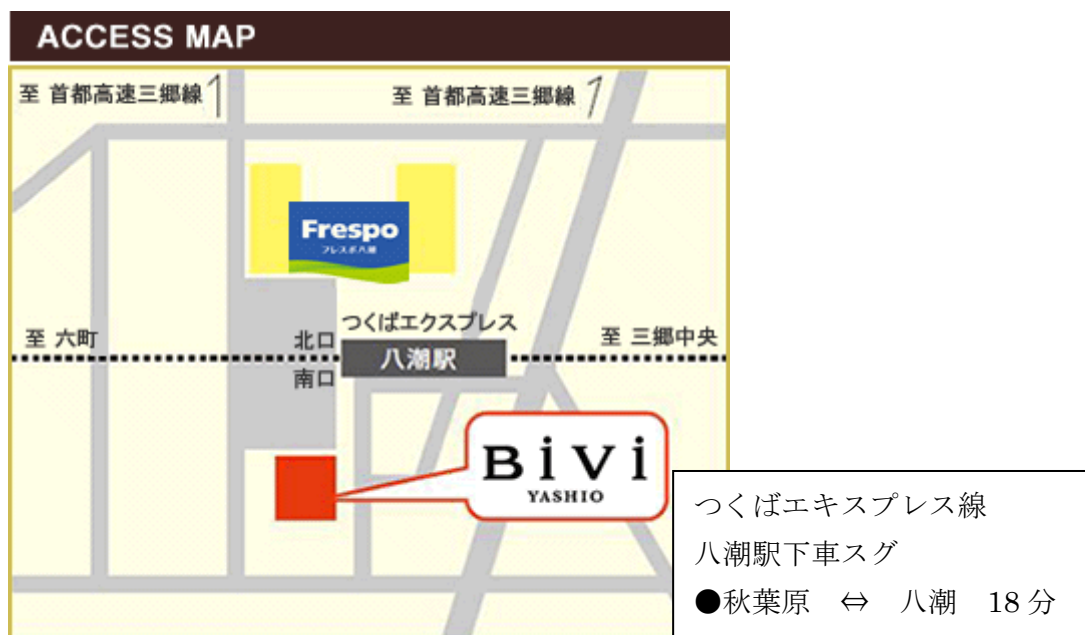 ACCESS MAP
至 首都高速三郷線
至 首都高速三郷線
Frespo
フレスポ八潮
つくばエクスプレス
至 六町
北口
八潮駅
至 三郷中央
南口
BiVi
YASHIO
つくばエキスプレス線
八潮駅下車スグ
●秋葉原 ⇔ 八潮 18分